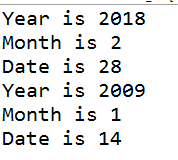 Year is 2018
Month is 2
Date is 28
Year is 2009
Month is 1
Date is 14